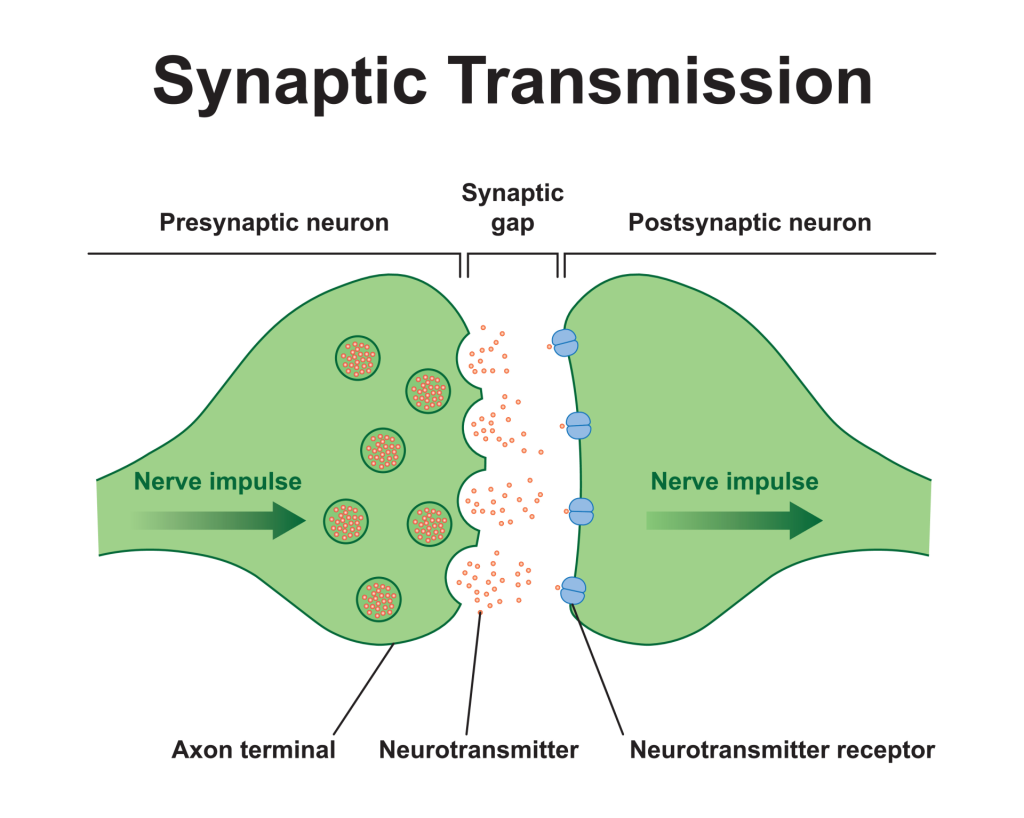 Synaptic Transmission
Synaptic
gap
Presynaptic neuron
Postsynaptic neuron
Nerve impulse
Nerve impulse
Axon terminal
Neurotransmitter
Neurotransmitter receptor